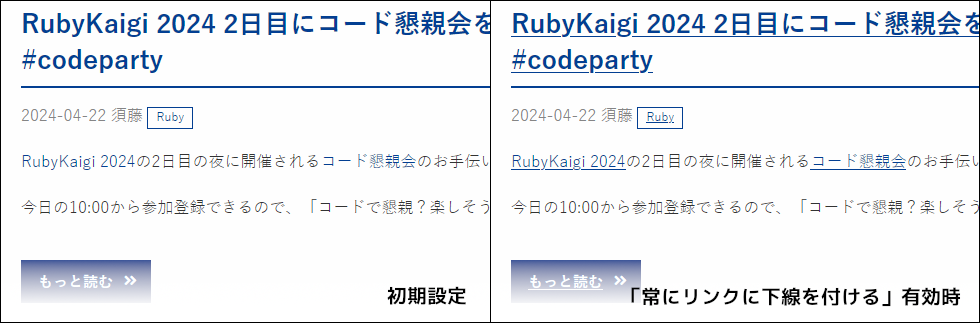 RubyKaigi 2024 2日目にコード懇親会を
#codeparty
2024-04-22 須藤 Ruby
RubyKaigi 2024の2日目の夜に開催されるコード懇親会のお手伝い
今日の10:00から参加登録できるので、「コードで懇親？楽しそう
もっと読む »
初期設定
RubyKaigi 2024 2日目にコード懇親会を
#codeparty
2024-04-22 須藤 Ruby
RubyKaigi 2024の2日目の夜に開催されるコード懇親会のお手伝い
今日の10:00から参加登録できるので、「コードで懇親？楽しそう
もっと読む »
「常にリンクに下線を付ける」有効時